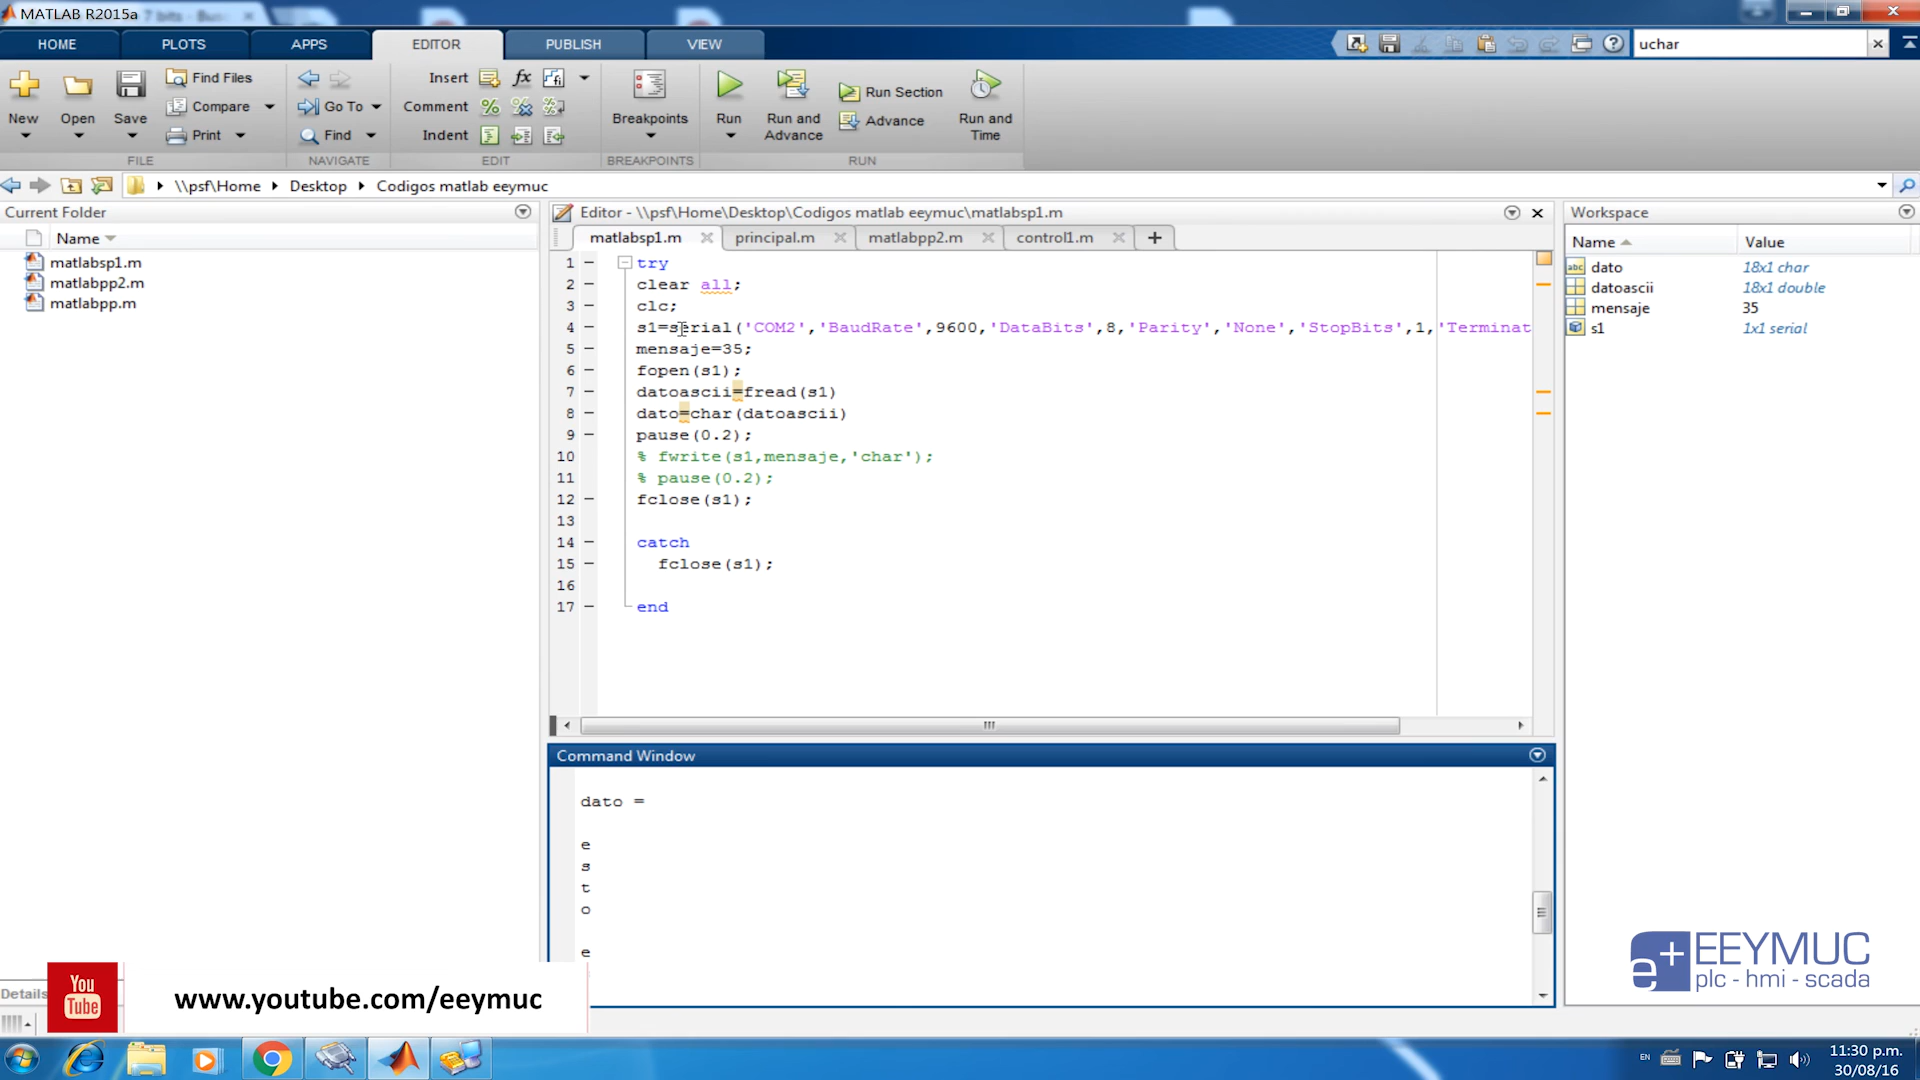 MATLAB R2015a
HOME PLOTS APPS EDITOR PUBLISH VIEW
uchar
New
Open
Save
Find Files
Compare
Print
FILE
Go To
Find
NAVIGATE
Insert
Comment
Indent
EDIT
fx
Breakpoints
BREAKPOINTS
Run
Run and Advance
Run Section
Advance
Run and Time
RUN
\\psf\Home Desktop Codigos matlab eeymuc
Current Folder
Name
matlabsp1.m
matlabpp2.m
matlabpp.m
Details
Editor - \\psf\Home\Desktop\Codigos matlab eeymuc\matlabsp1.m
matlabsp1.m principal.m matlabpp2.m control1.m
1 try
2 clear all;
3 clc;
4 s1=serial('COM2','BaudRate',9600,'DataBits',8,'Parity','None','StopBits',1,'Terminat
5 mensaje=35;
6 fopen(s1);
7 datoascii=fread(s1)
8 dato=char(datoascii)
9 pause(0.2);
10 % fwrite(s1,mensaje,'char');
11 % pause(0.2);
12 fclose(s1);
13
14 catch
15 fclose(s1);
16
17 end
Command Window
dato =
e
s
t
o
e
Workspace
Name Value
dato 18x1 char
datoascii 18x1 double
mensaje 35
s1 1x1 serial
You Tube
www.youtube.com/eeymuc
e+ EEYMUC
plc - hmi - scada
EN
11:30 p.m.
30/08/16